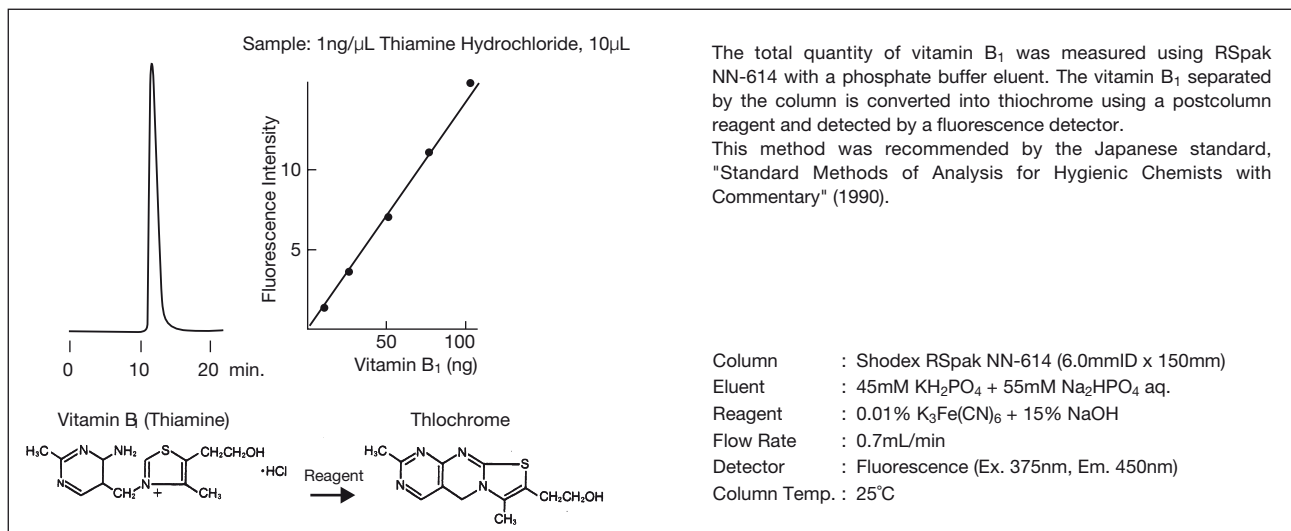 Sample: 1ng/μL Thiamine Hydrochloride, 10μL
Fluorescence Intensity
10
5
50 100
Vitamin B₁ (ng)
0 10 20 min.
The total quantity of vitamin B₁ was measured using RSpak
NN-614 with a phosphate buffer eluent. The vitamin B₁ separated
by the column is converted into thiochrome using a postcolumn
reagent and detected by a fluorescence detector.
This method was recommended by the Japanese standard,
"Standard Methods of Analysis for Hygienic Chemists with
Commentary" (1990).
Column : Shodex RSpak NN-614 (6.0mmID x 150mm)
Eluent : 45mM KH₂PO₄ + 55mM Na₂HPO₄ aq.
Reagent : 0.01% K₃Fe(CN)₆ + 15% NaOH
Flow Rate : 0.7mL/min
Detector : Fluorescence (Ex. 375nm, Em. 450nm)
Column Temp. : 25°C
Vitamin B₁ (Thiamine)
H₃C N NH₂ S CH₂CH₂OH
N CH₂ N + CH₃
·HCl
Reagent
Thlochrome
H₃C N N N S
N N CH₂CH₂OH
CH₃